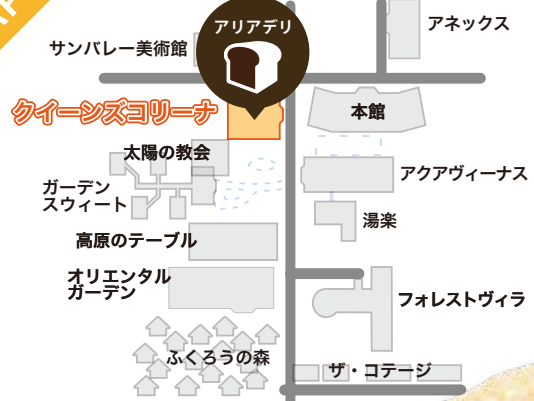 アリアデリ
アネックス
サンバレー美術館
クイーンズコリーナ
本館
太陽の教会
アクアヴィーナス
ガーデン
スウィート
湯楽
高原のテーブル
オリエンタル
ガーデン
フォレストヴィラ
ふくろうの森
ザ・コテージ